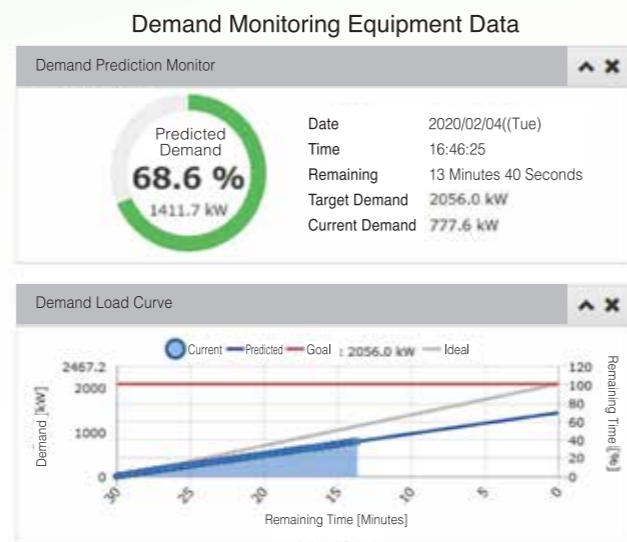 Demand Monitoring Equipment Data
Demand Prediction Monitor
Predicted
Demand
68.6 %
1411.7 kW
Date 2020/02/04((Tue)
Time 16:46:25
Remaining 13 Minutes 40 Seconds
Target Demand 2056.0 kW
Current Demand 777.6 kW
Demand Load Curve
Current Predicted Goal : 2056.0 kW Ideal
Demand [kW]
2467.2
2000
1000
0
120
100
80
60
40
20
0
Remaining Time [%]
30 25 20 15 10 5 0
Remaining Time [Minutes]